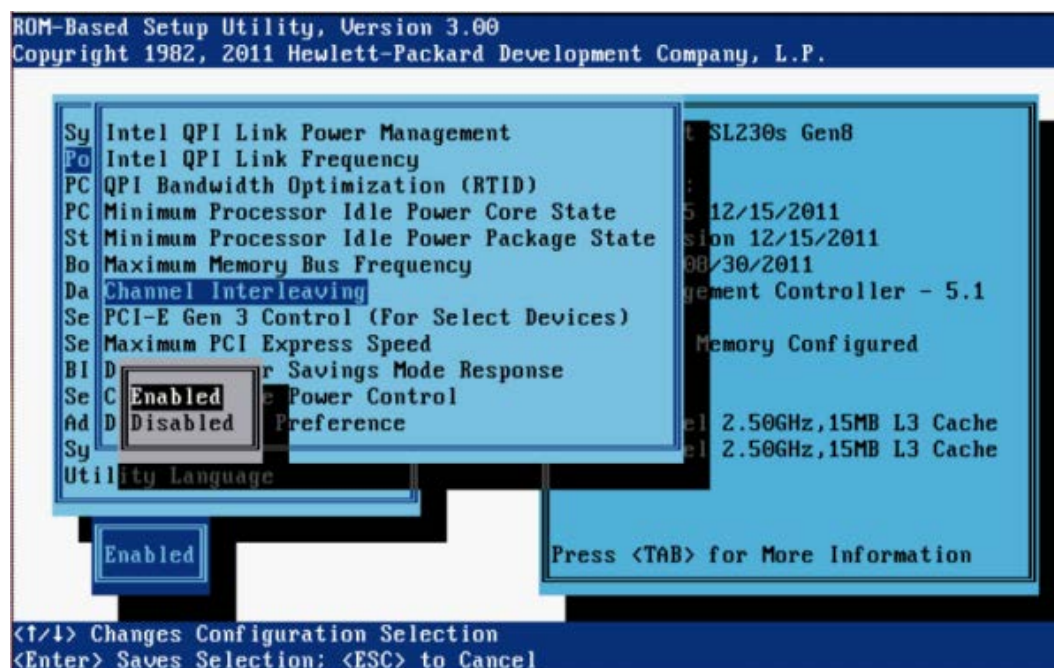 ROM-Based Setup Utility, Version 3.00
Copyright 1982, 2011 Hewlett-Packard Development Company, L.P.
Sy Intel QPI Link Power Management t SL230s Gen8
Po Intel QPI Link Frequency
PC QPI Bandwidth Optimization (RTID) :
PC Minimum Processor Idle Power Core State 5 12/15/2011
St Minimum Processor Idle Power Package State sion 12/15/2011
Bo Maximum Memory Bus Frequency 08/30/2011
Da Channel Interleaving gement Controller - 5.1
Se PCI-E Gen 3 Control (For Select Devices)
Se Maximum PCI Express Speed Memory Configured
BI D r Savings Mode Response
Se C Enabled e Power Control
Ad D Disabled Preference el 2.50GHz,15MB L3 Cache
Sy el 2.50GHz,15MB L3 Cache
Utility Language
Enabled
Press <TAB> for More Information
<↑/↓> Changes Configuration Selection
<Enter> Saves Selection; <ESC> to Cancel